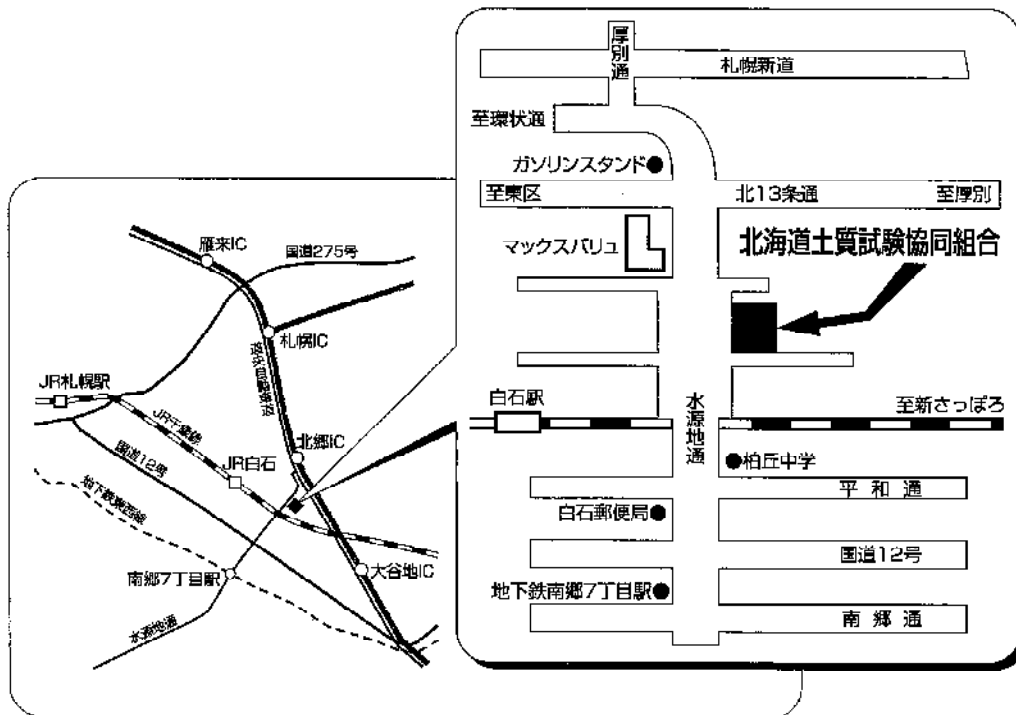 厚別通
札幌新道
至環状通
ガソリンスタンド
至東区
北13条通
至厚別
マックスバリュ
北海道土質試験協同組合
白石駅
水源地通
至新さっぽろ
柏丘中学
平和通
白石郵便局
国道12号
地下鉄南郷7丁目駅
南郷通
雁来IC
国道275号
札幌IC
JR札幌駅
JR千歳線
北郷IC
国道12号
JR白石
地下鉄東西線
南郷7丁目駅
大谷地IC
水源地通